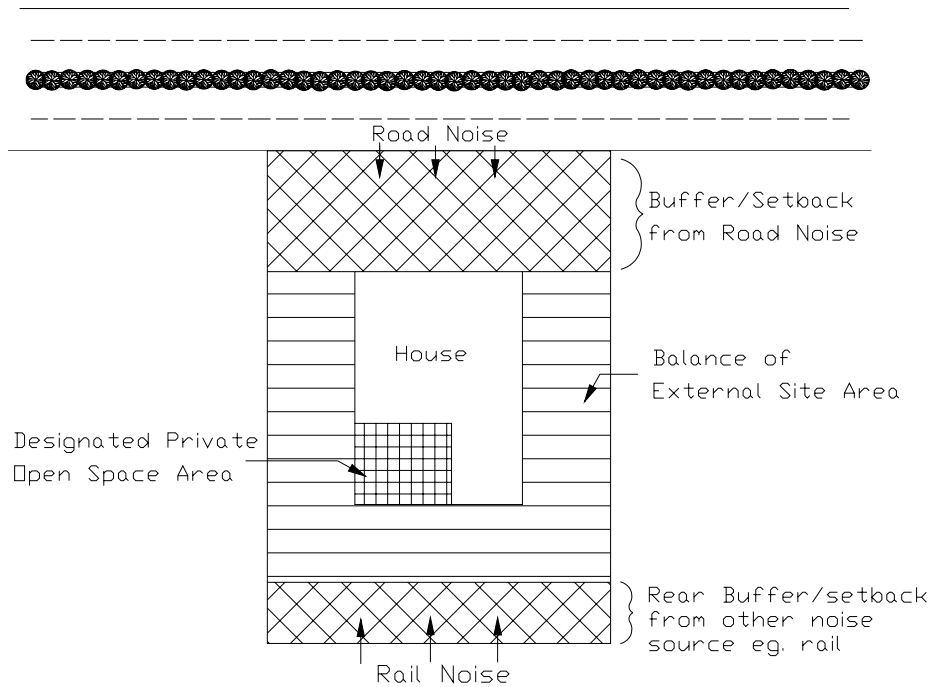 Road Noise
Buffer/Setback
from Road Noise
House
Balance of
External Site Area
Designated Private
Open Space Area
Rear Buffer/setback
from other noise
source eg. rail
Rail Noise